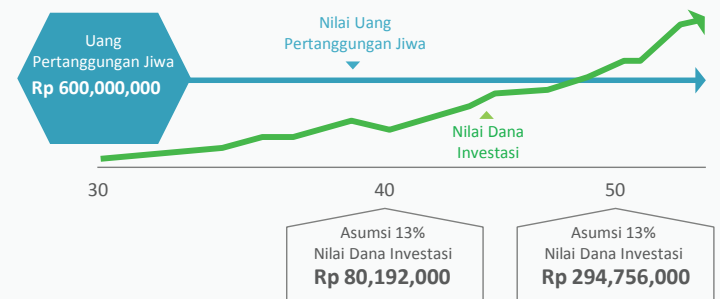 Uang
Pertanggungan Jiwa
Rp 600,000,000
Nilai Uang
Pertanggungan Jiwa
Nilai Dana
Investasi
30
40
50
Asumsi 13%
Nilai Dana Investasi
Rp 80,192,000
Asumsi 13%
Nilai Dana Investasi
Rp 294,756,000